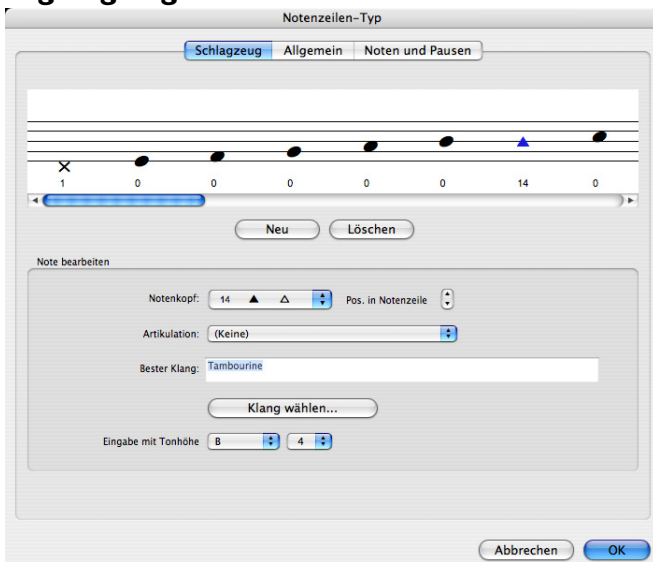 Notenzeilen-Typ
Schlagzeug Allgemein Noten und Pausen
1 0 0 0 0 0 14 0
Neu Löschen
Note bearbeiten
Notenkopf: 14 Pos. in Notenzeile
Artikulation: (Keine)
Bester Klang: Tambourine
Klang wählen...
Eingabe mit Tonhöhe B 4
Abbrechen OK